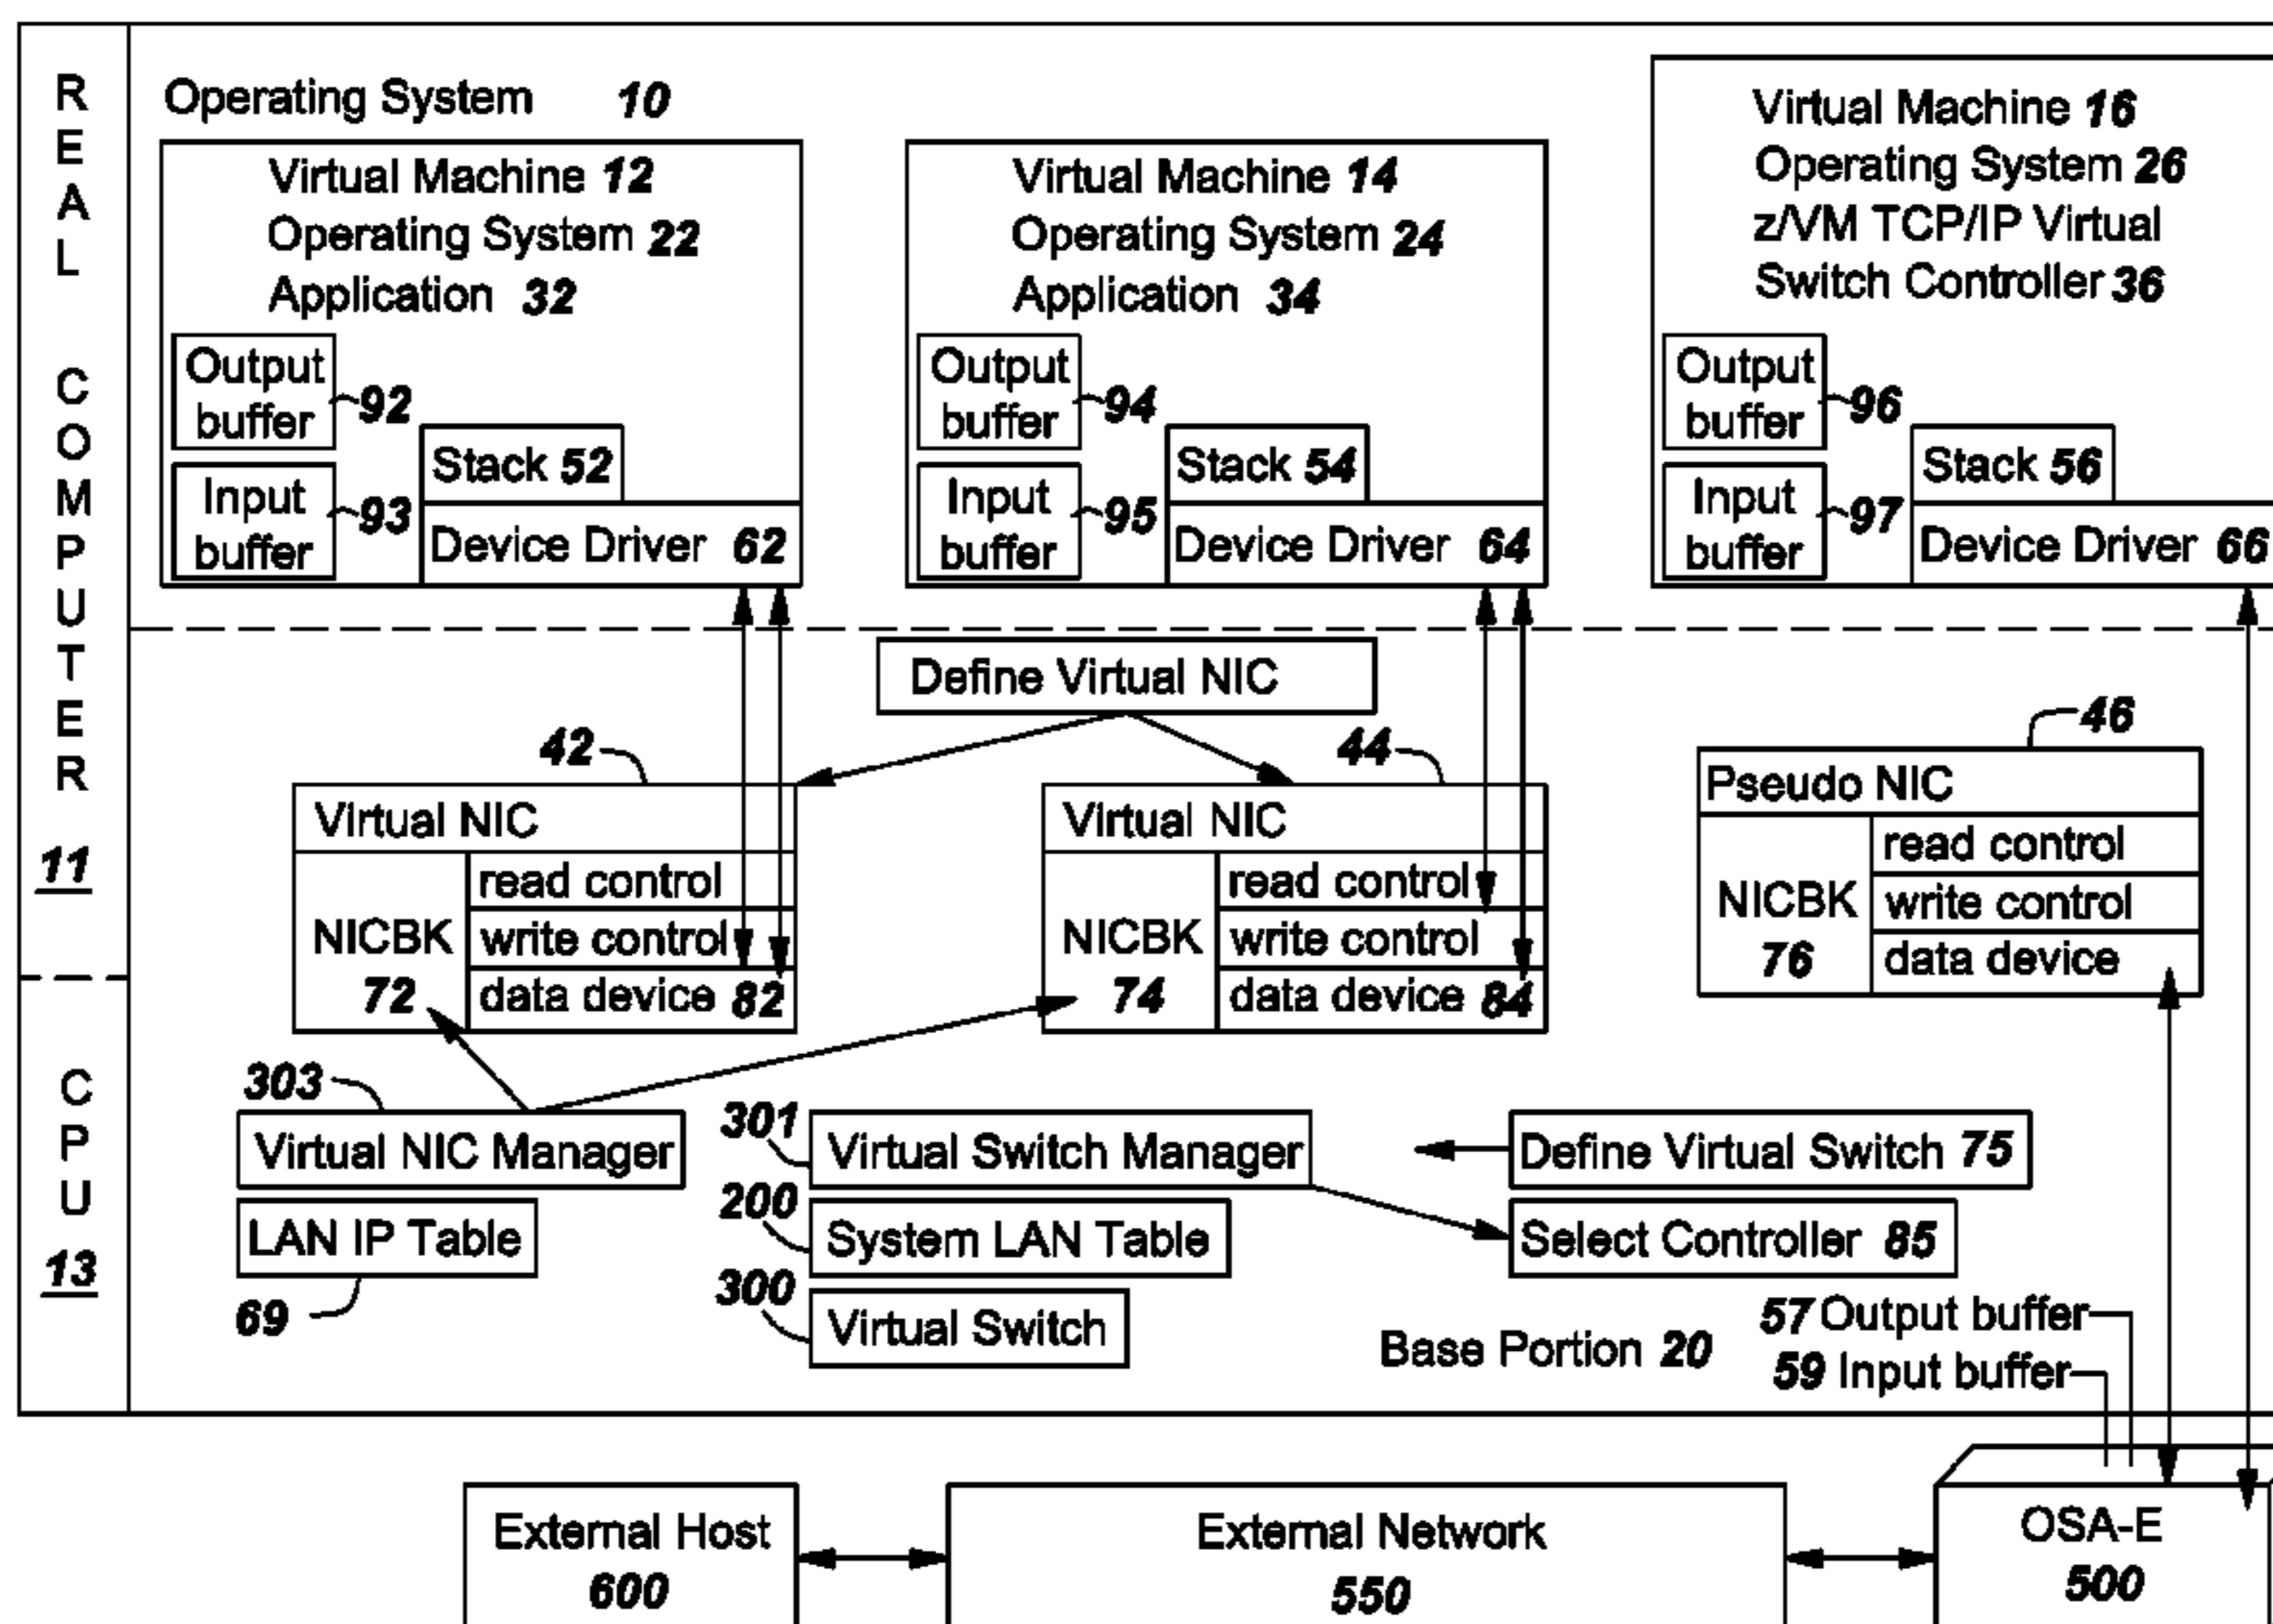 REAL COMPUTER
11
CPU
13
Operating System 10
Virtual Machine 12
Operating System 22
Application 32
Output
buffer
92
Input
buffer
93
Stack 52
Device Driver 62
Virtual Machine 14
Operating System 24
Application 34
Output
buffer
94
Input
buffer
95
Stack 54
Device Driver 64
Virtual Machine 16
Operating System 26
z/VM TCP/IP Virtual
Switch Controller 36
Output
buffer
96
Input
buffer
97
Stack 56
Device Driver 66
Define Virtual NIC
42
Virtual NIC
NICBK
72
read control
write control
data device 82
44
Virtual NIC
NICBK
74
read control
write control
data device 84
46
Pseudo NIC
NICBK
76
read control
write control
data device
303
Virtual NIC Manager
LAN IP Table
69
301
Virtual Switch Manager
200
System LAN Table
300
Virtual Switch
Define Virtual Switch 75
Select Controller 85
Base Portion 20
57 Output buffer
59 Input buffer
External Host
600
External Network
550
OSA-E
500